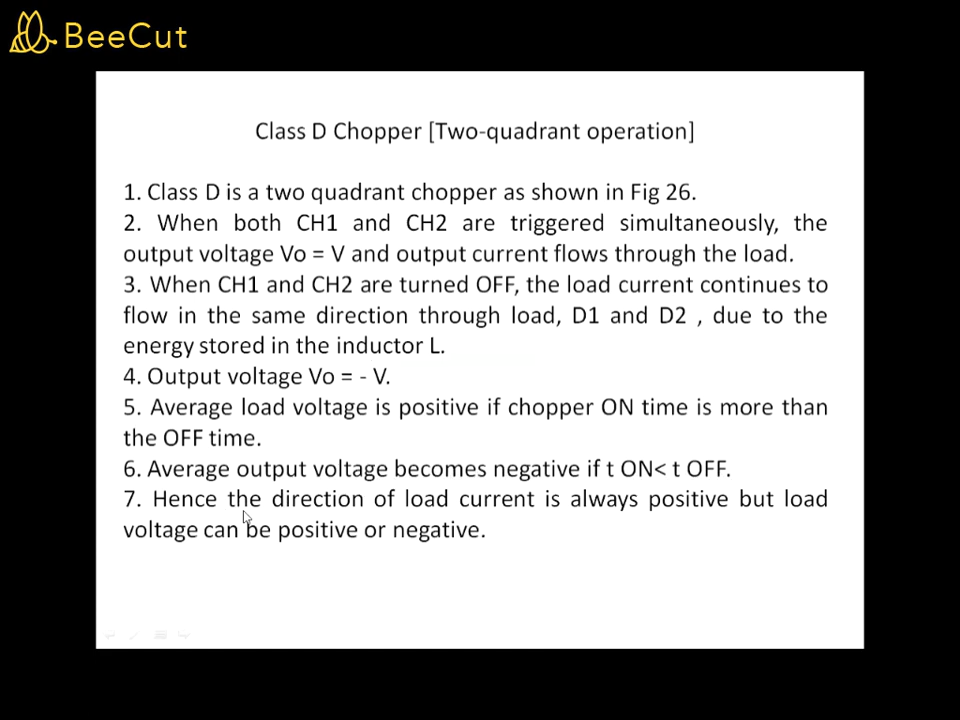 BeeCut
Class D Chopper [Two-quadrant operation]
1. Class D is a two quadrant chopper as shown in Fig 26.
2. When both CH1 and CH2 are triggered simultaneously, the
output voltage Vo = V and output current flows through the load.
3. When CH1 and CH2 are turned OFF, the load current continues to
flow in the same direction through load, D1 and D2 , due to the
energy stored in the inductor L.
4. Output voltage Vo = - V.
5. Average load voltage is positive if chopper ON time is more than
the OFF time.
6. Average output voltage becomes negative if t ON< t OFF.
7. Hence the direction of load current is always positive but load
voltage can be positive or negative.